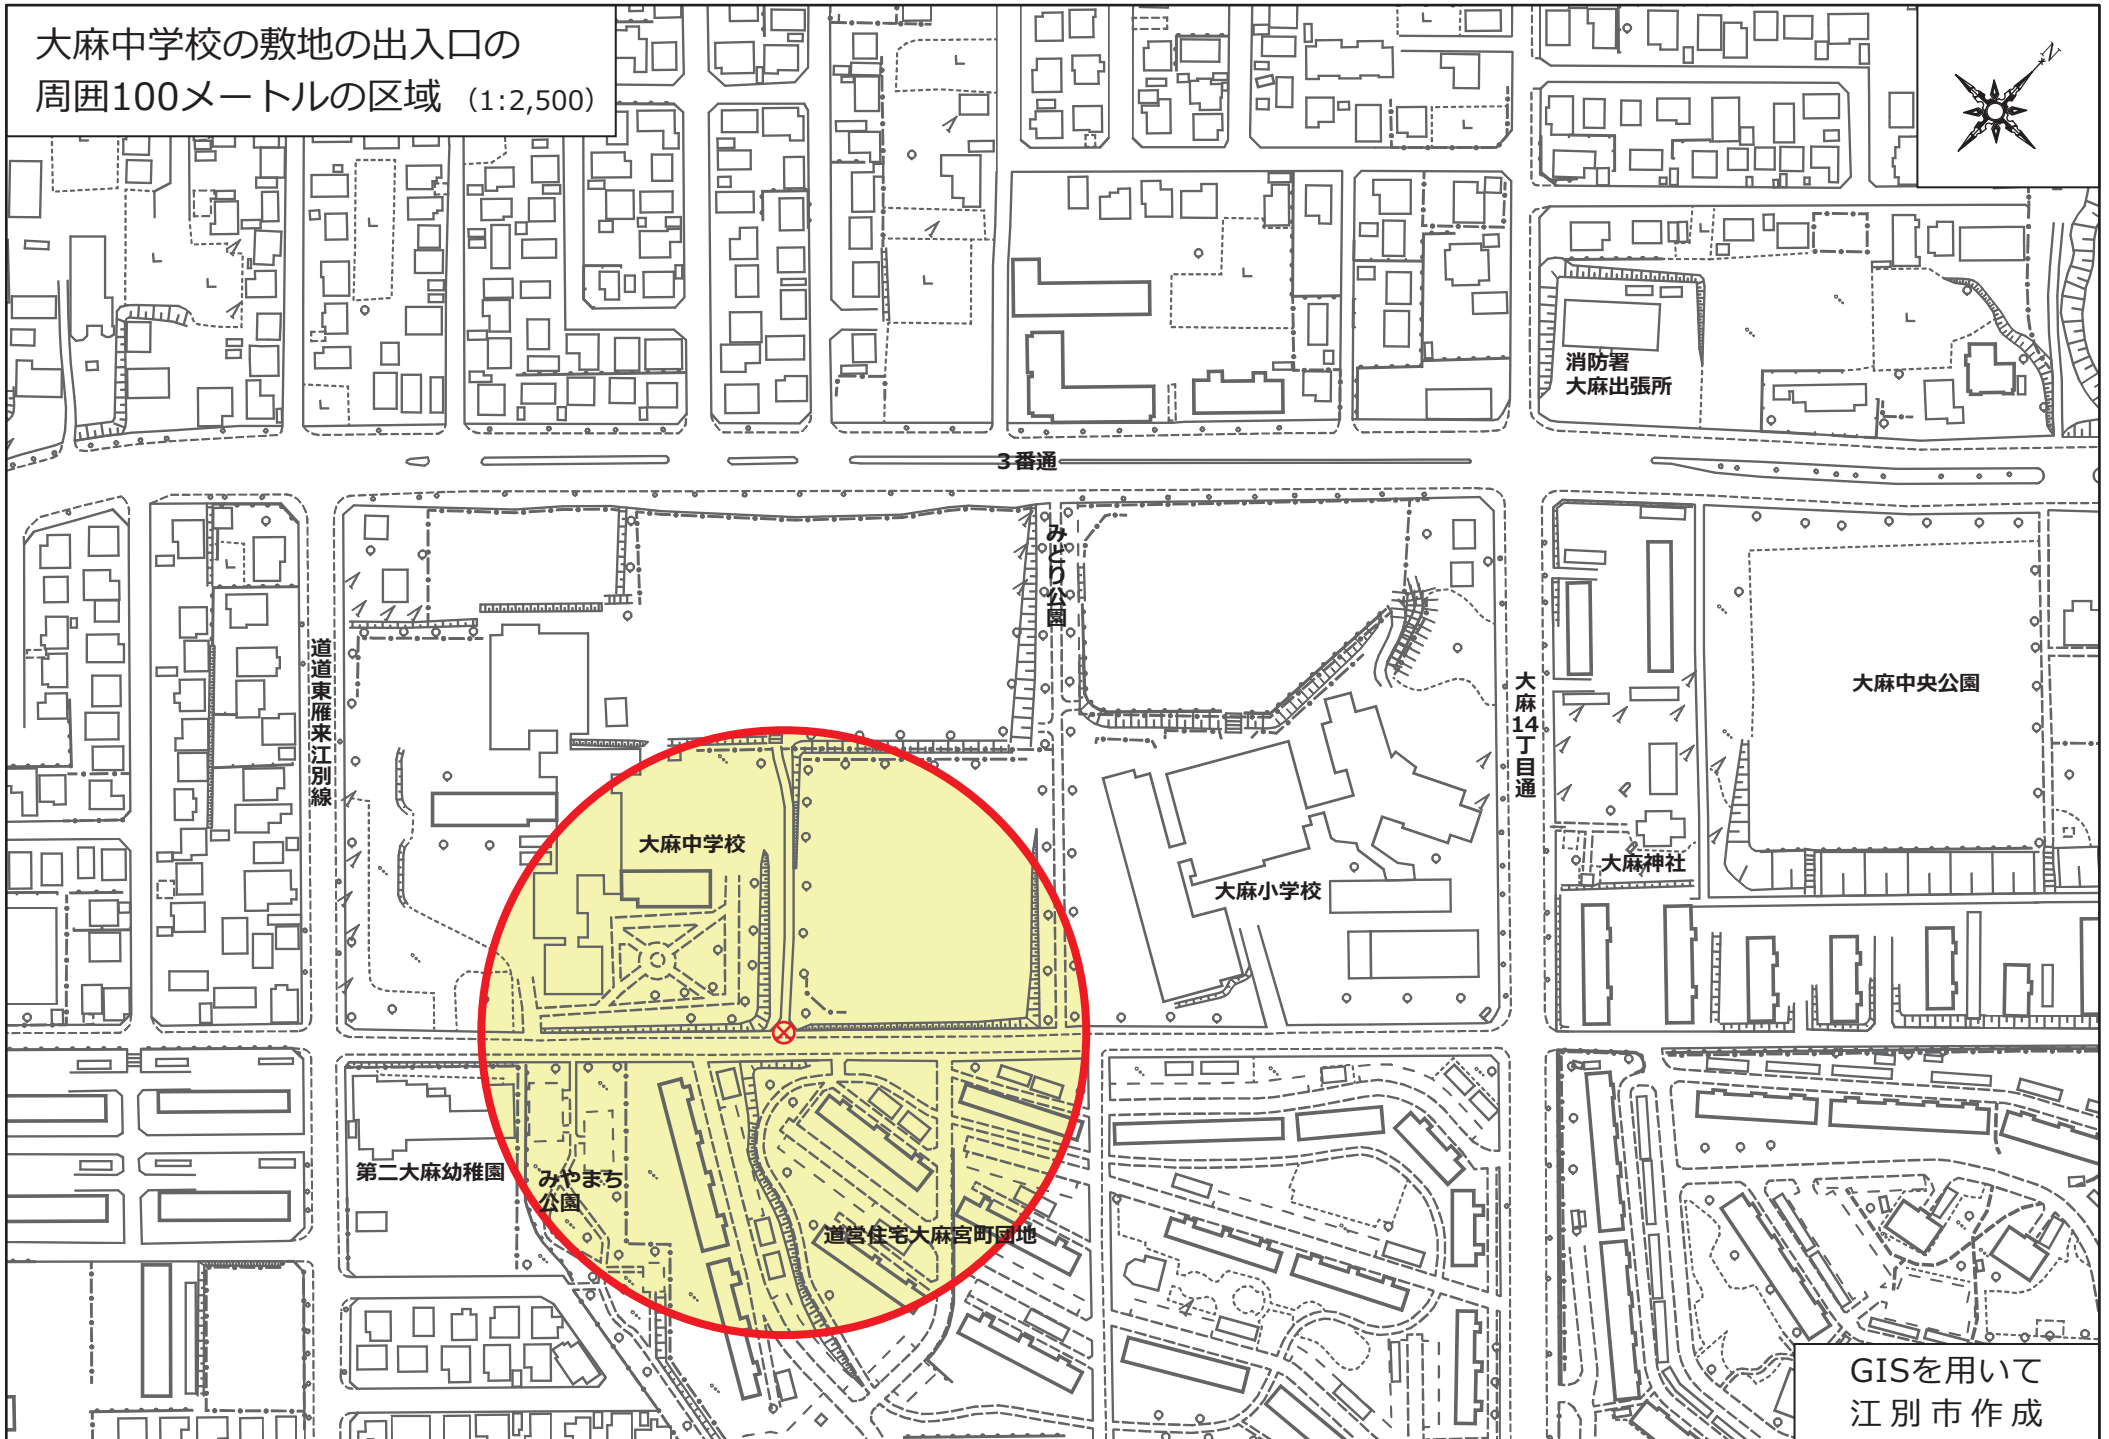 大麻中学校の敷地の出入口の
周囲100メートルの区域 (1:2,500)
N
消防署
大麻出張所
3番通
みどり公園
道道東雁来江別線
大麻14丁目通
大麻中央公園
大麻中学校
大麻小学校
大麻神社
第二大麻幼稚園
みやまち
公園
道営住宅大麻宮町団地
GISを用いて
江別市作成